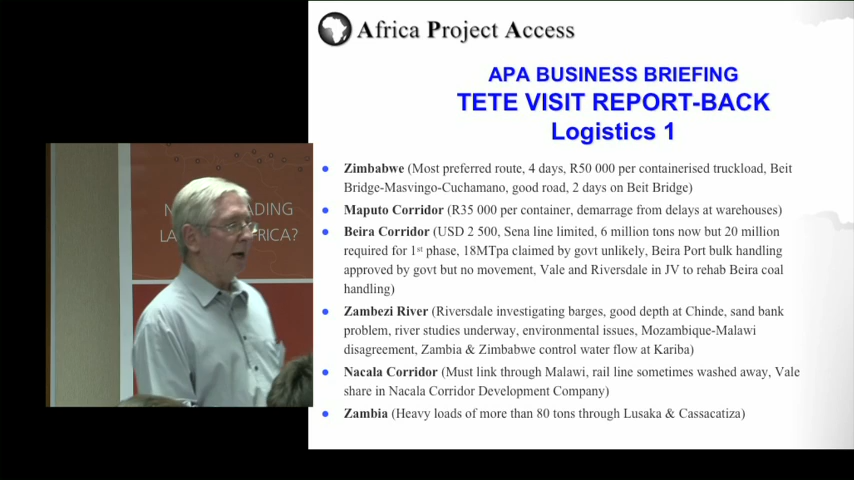 Africa Project Access
APA BUSINESS BRIEFING
TETE VISIT REPORT-BACK
Logistics 1
Zimbabwe (Most preferred route, 4 days, R50 000 per containerised truckload, Beit
Bridge-Masvingo-Cuchamano, good road, 2 days on Beit Bridge)
Maputo Corridor (R35 000 per container, demarrage from delays at warehouses)
Beira Corridor (USD 2 500, Sena line limited, 6 million tons now but 20 million
required for 1st phase, 18MTpa claimed by govt unlikely, Beira Port bulk handling
approved by govt but no movement, Vale and Riversdale in JV to rehab Beira coal
handling)
Zambezi River (Riversdale investigating barges, good depth at Chinde, sand bank
problem, river studies underway, environmental issues, Mozambique-Malawi
disagreement, Zambia & Zimbabwe control water flow at Kariba)
Nacala Corridor (Must link through Malawi, rail line sometimes washed away, Vale
share in Nacala Corridor Development Company)
Zambia (Heavy loads of more than 80 tons through Lusaka & Cassacatiza)